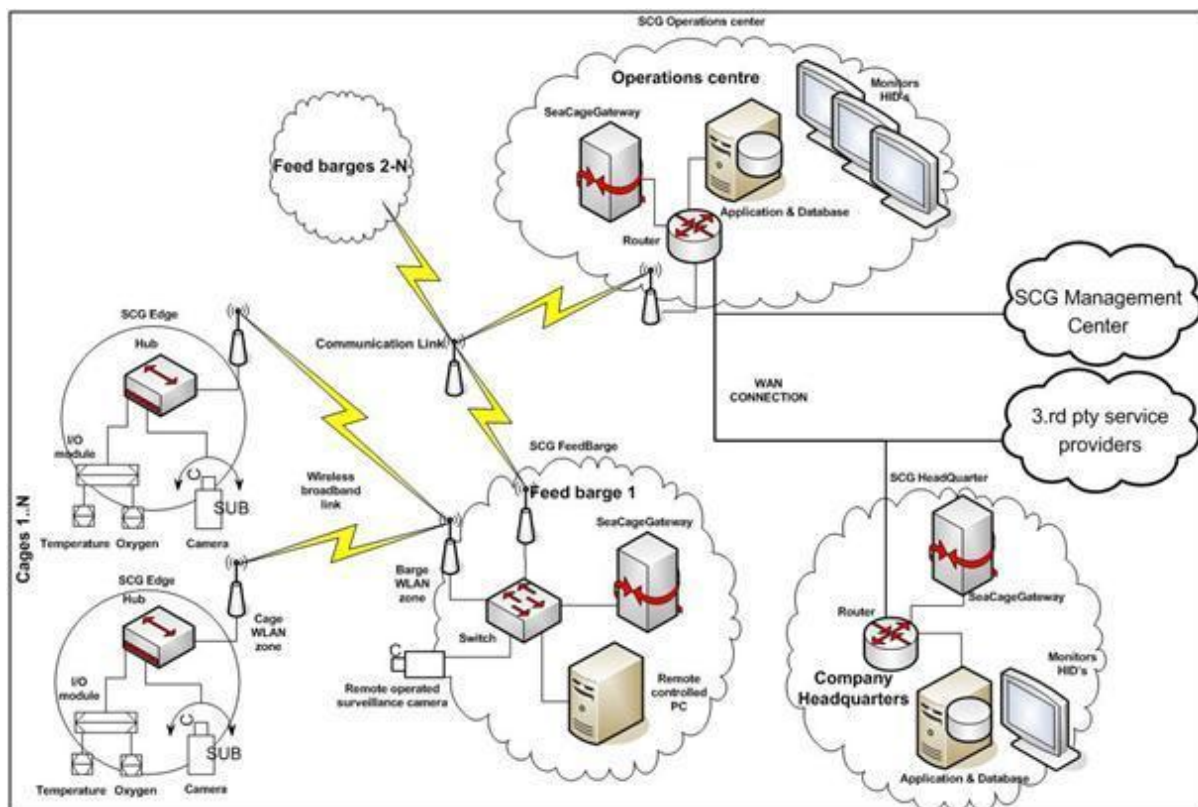 SCG Operations center
Operations centre
Monitors
HID's
SeaCageGateway
Application & Database
Router
Feed barges 2-N
Communication Link
SCG Management
Center
WAN
CONNECTION
3.rd pty service
providers
SCG Edge
Hub
I/O
module
C
SUB
Temperature
Oxygen
Camera
Cages 1..N
Wireless
broadband
link
SCG Edge
Hub
I/O
module
C
SUB
Temperature
Oxygen
Camera
Cage
WLAN
zone
SCG FeedBarge
Feed barge 1
SeaCageGateway
Barge
WLAN
zone
Switch
C
Remote operated
surveillance camera
Remote
controlled
PC
SCG HeadQuarter
SeaCageGateway
Router
Company
Headquarters
Monitors
HID's
Application & Database